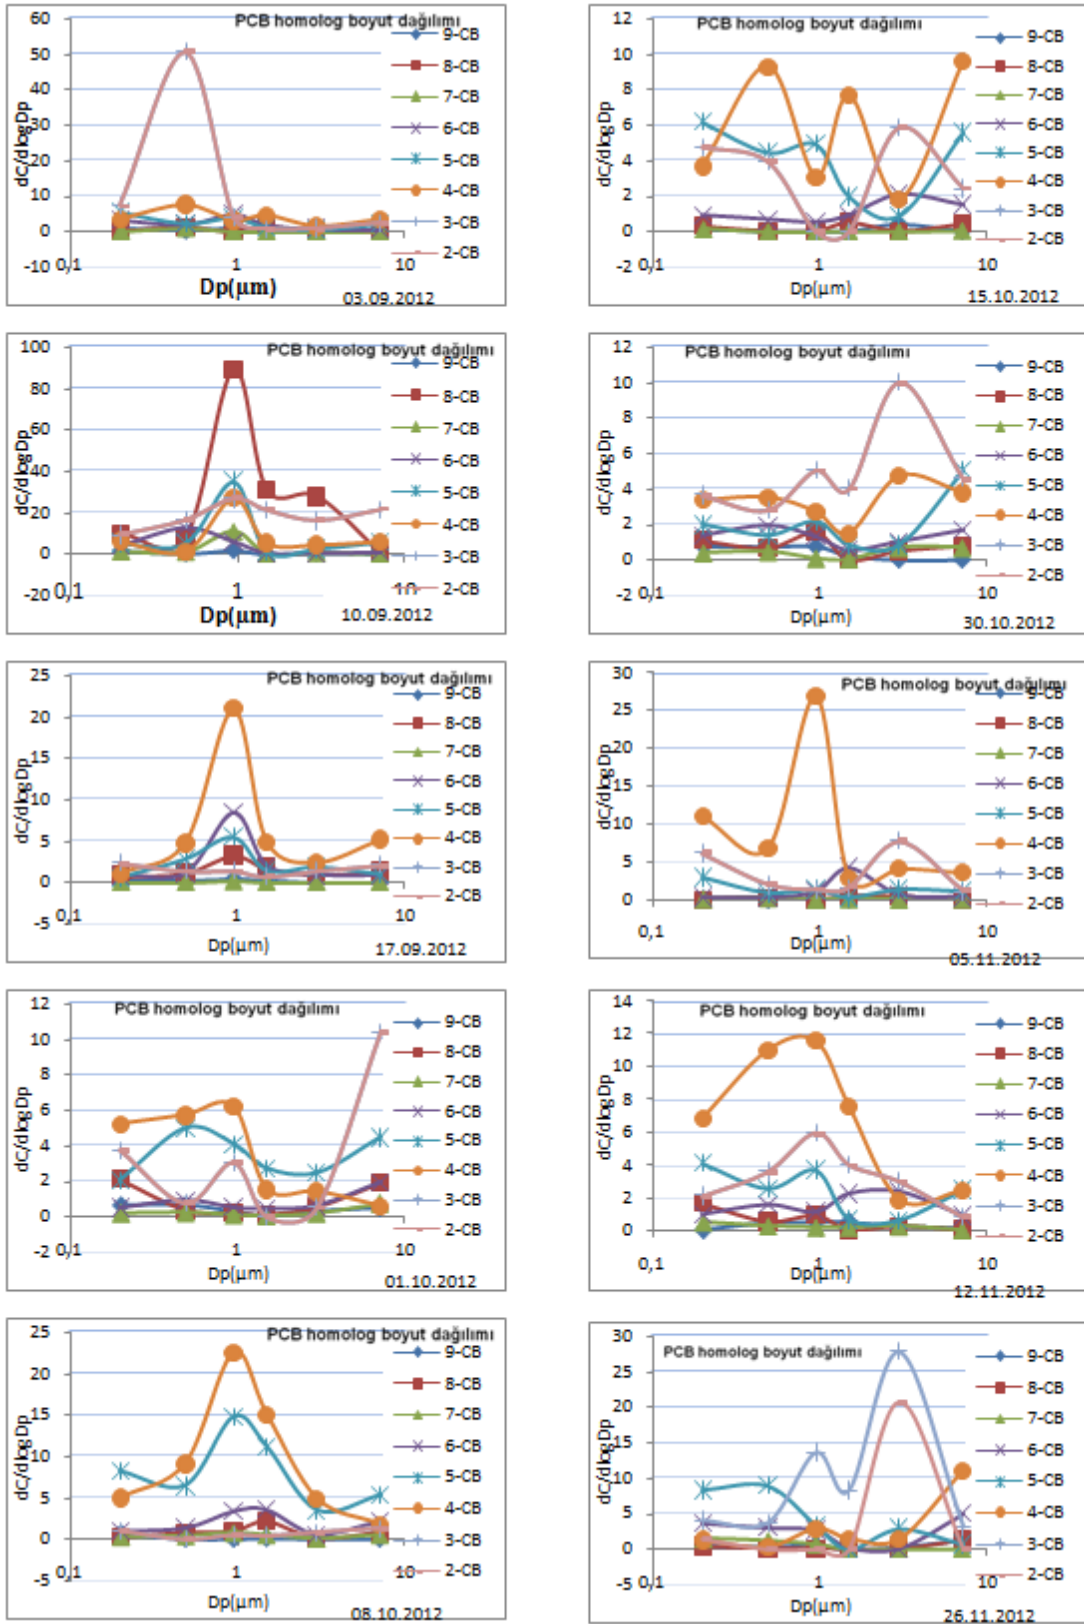 PCB homolog boyut dağılımı
60
50
40
30
20
10
0
-10
dC/dlogDp
0,1
1
10
Dp(µm)
03.09.2012
9-CB
8-CB
7-CB
6-CB
5-CB
4-CB
3-CB
2-CB
PCB homolog boyut dağılımı
12
10
8
6
4
2
0
-2
dC/dlogDp
0,1
1
10
Dp(µm)
15.10.2012
9-CB
8-CB
7-CB
6-CB
5-CB
4-CB
3-CB
2-CB
PCB homolog boyut dağılımı
100
80
60
40
20
0
-20
dC/dlogDp
0,1
1
10
Dp(µm)
10.09.2012
9-CB
8-CB
7-CB
6-CB
5-CB
4-CB
3-CB
2-CB
PCB homolog boyut dağılımı
12
10
8
6
4
2
0
-2
dC/dlogDp
0,1
1
10
Dp(µm)
30.10.2012
9-CB
8-CB
7-CB
6-CB
5-CB
4-CB
3-CB
2-CB
PCB homolog boyut dağılımı
25
20
15
10
5
0
-5
dC/dlogDp
0,1
1
10
Dp(µm)
17.09.2012
9-CB
8-CB
7-CB
6-CB
5-CB
4-CB
3-CB
2-CB
PCB homolog boyut dağılımı
30
25
20
15
10
5
0
dC/dlogDp
0,1
1
10
Dp(µm)
05.11.2012
9-CB
8-CB
7-CB
6-CB
5-CB
4-CB
3-CB
2-CB
PCB homolog boyut dağılımı
12
10
8
6
4
2
0
-2
dC/dlogDp
0,1
1
10
Dp(µm)
01.10.2012
9-CB
8-CB
7-CB
6-CB
5-CB
4-CB
3-CB
2-CB
PCB homolog boyut dağılımı
14
12
10
8
6
4
2
0
dC/dlogDp
0,1
1
10
Dp(µm)
12.11.2012
9-CB
8-CB
7-CB
6-CB
5-CB
4-CB
3-CB
2-CB
PCB homolog boyut dağılımı
25
20
15
10
5
0
-5
dC/dlogDp
0,1
1
10
Dp(µm)
08.10.2012
9-CB
8-CB
7-CB
6-CB
5-CB
4-CB
3-CB
2-CB
PCB homolog boyut dağılımı
30
25
20
15
10
5
0
-5
dC/dlogDp
0,1
1
10
Dp(µm)
26.11.2012
9-CB
8-CB
7-CB
6-CB
5-CB
4-CB
3-CB
2-CB